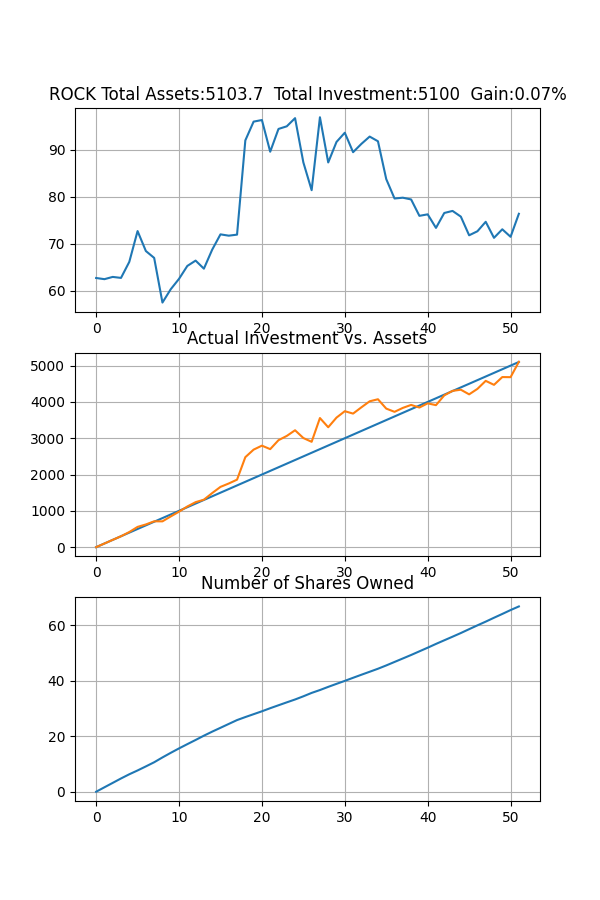 ROCK Total Assets:5103.7  Total Investment:5100  Gain:0.07%
90
80
70
60
0 10 20 30 40 50
Actual Investment vs. Assets
5000
4000
3000
2000
1000
0
0 10 20 30 40 50
Number of Shares Owned
60
40
20
0
0 10 20 30 40 50